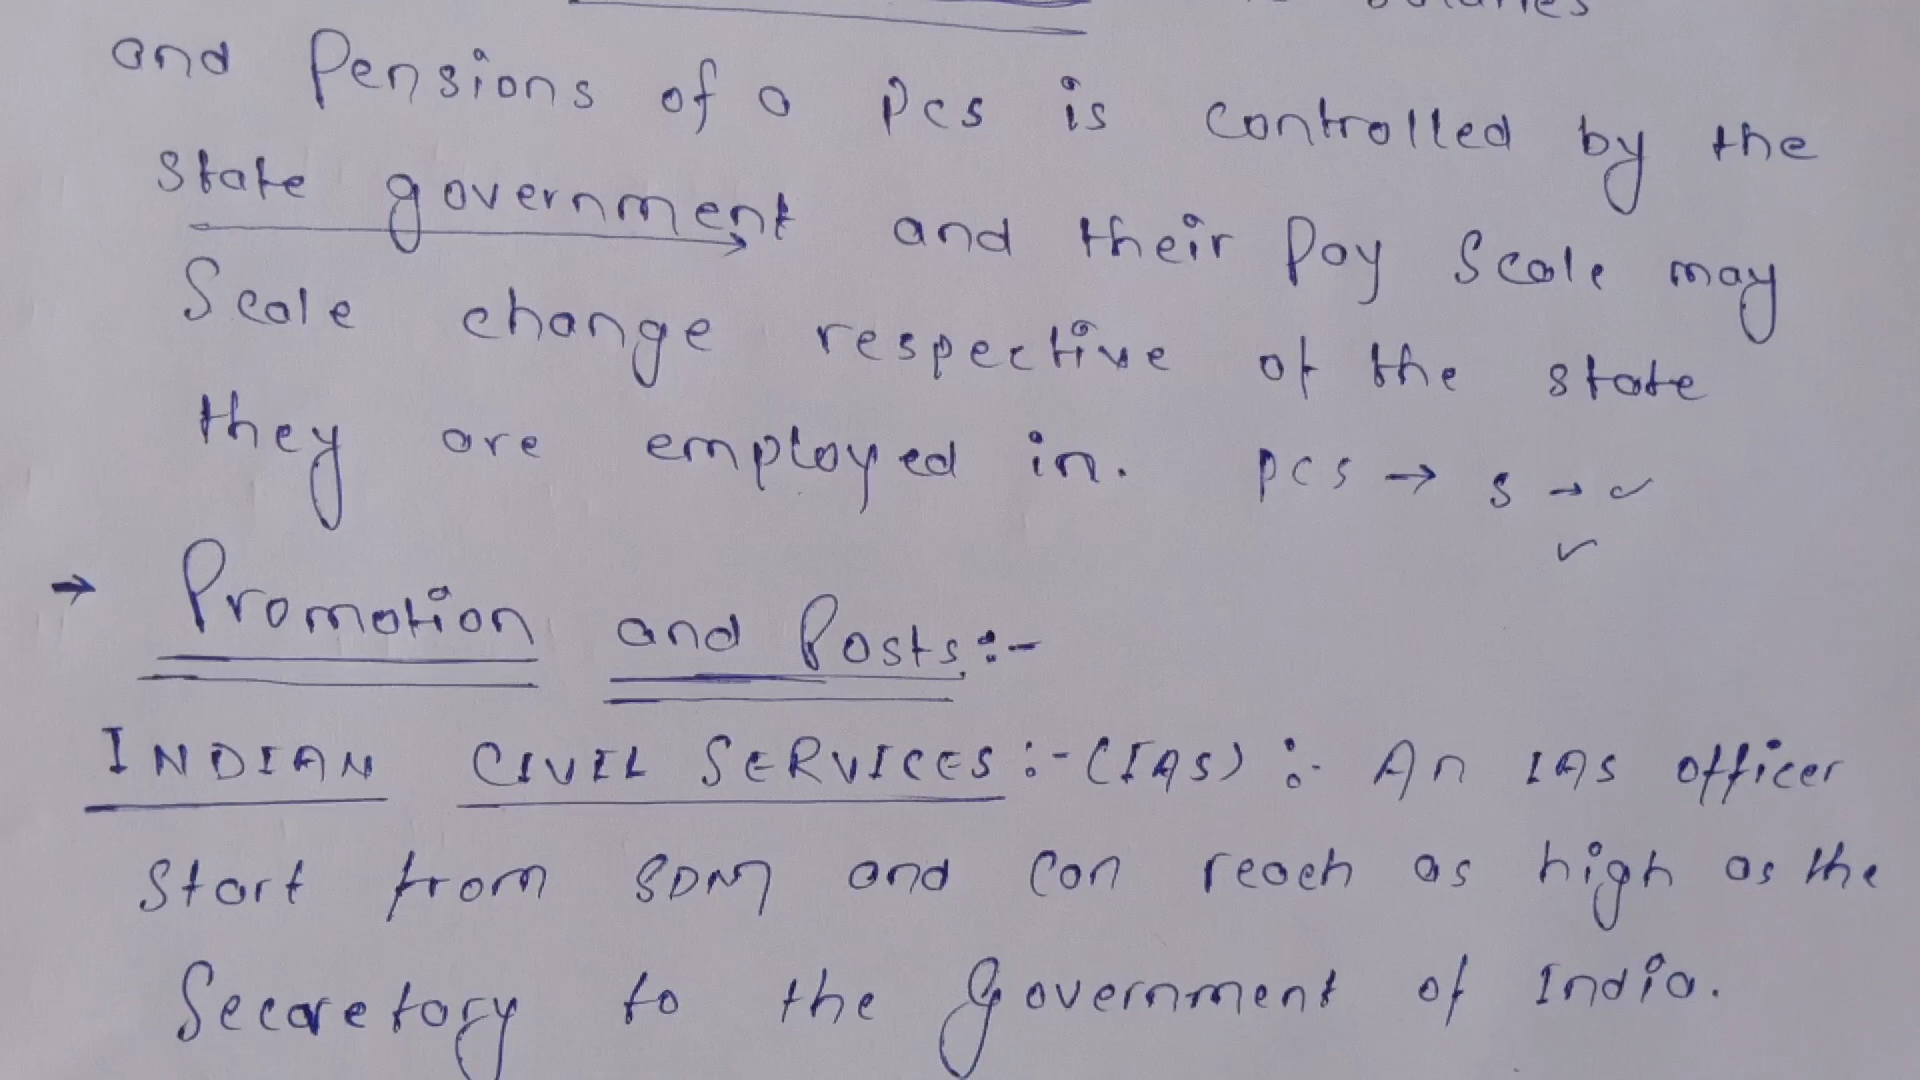 salaries
and Pensions of a Pcs is controlled by the
State government and their Pay Scale may
Scale change respective of the state
they are employed in. pcs → s → ✓
✓
→ Promotion and Posts:-
INDIAN CIVIL SERVICES:-(IAS):- An IAS officer
Start from SDM and Can reach as high as the
Secoretory to the Government of India.